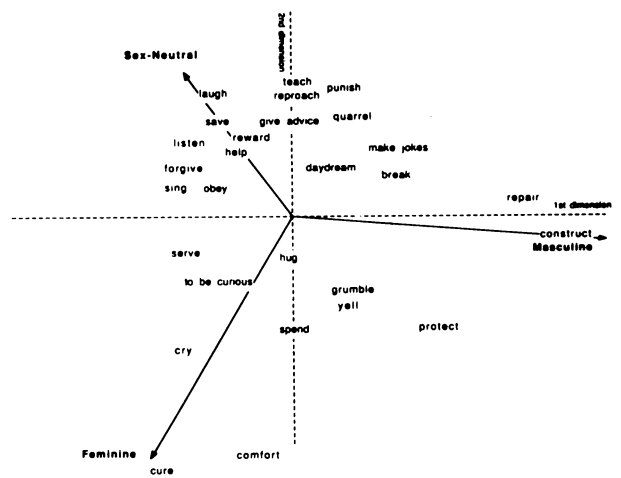 2nd dimension
Sex-Neutral
teach
punish
laugh
reproach
save
give advice
quarrel
reward
listen
help
make jokes
forgive
daydream
break
sing
obey
repair
1st dimension
construct
Masculine
serve
hug
to be curious
grumble
yell
spend
protect
cry
Feminine
comfort
cure